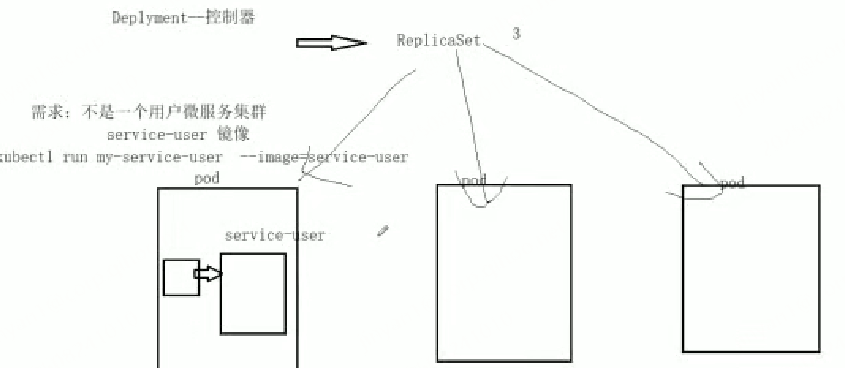 Deplyment--控制器
ReplicaSet 3
需求：不是一个用户微服务集群
service-user 镜像
kubectl run my-service-user --image=service-user
pod
pod
pod
service-user